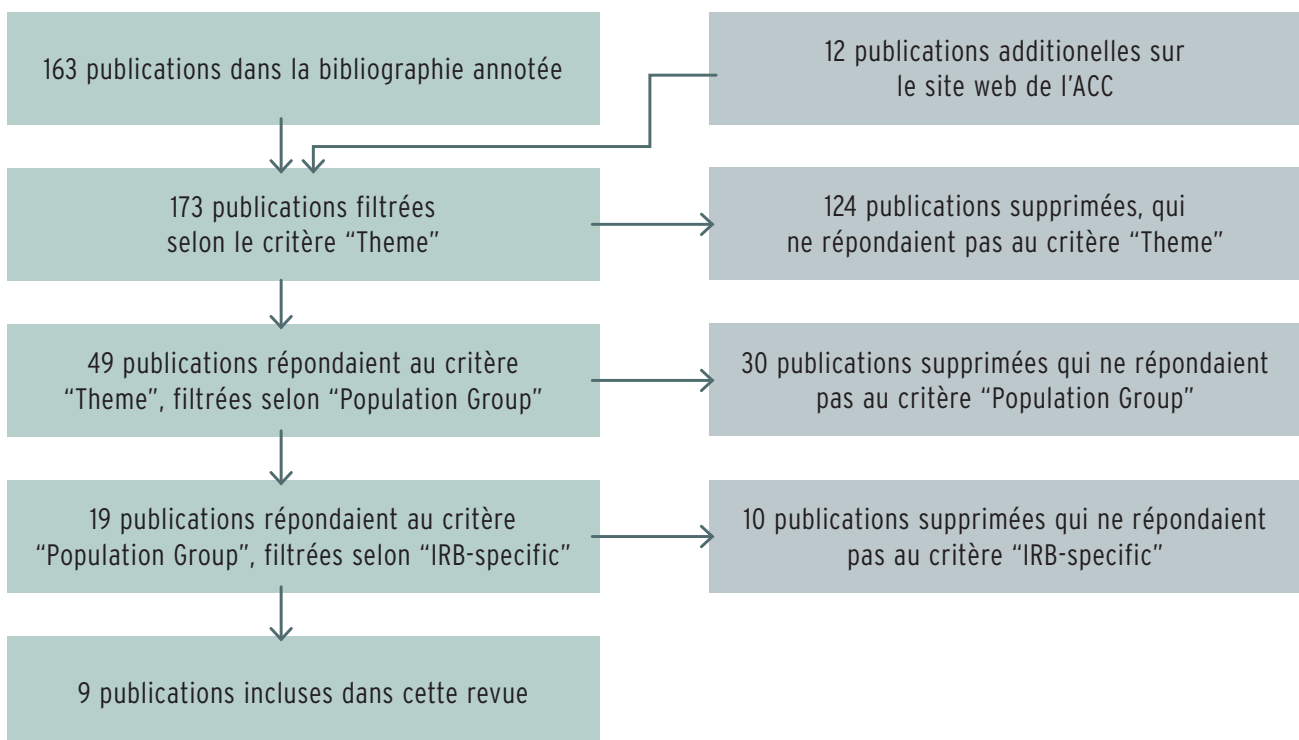 163 publications dans la bibliographie annotée
12 publications additionelles sur
le site web de l’ACC
173 publications filtrées
selon le critère “Theme”
124 publications supprimées, qui
ne répondaient pas au critère “Theme”
49 publications répondaient au critère
“Theme”, filtrées selon “Population Group”
30 publications supprimées qui ne répondaient
pas au critère “Population Group”
19 publications répondaient au critère
“Population Group”, filtrées selon “IRB-specific”
10 publications supprimées qui ne répondaient
pas au critère “IRB-specific”
9 publications incluses dans cette revue